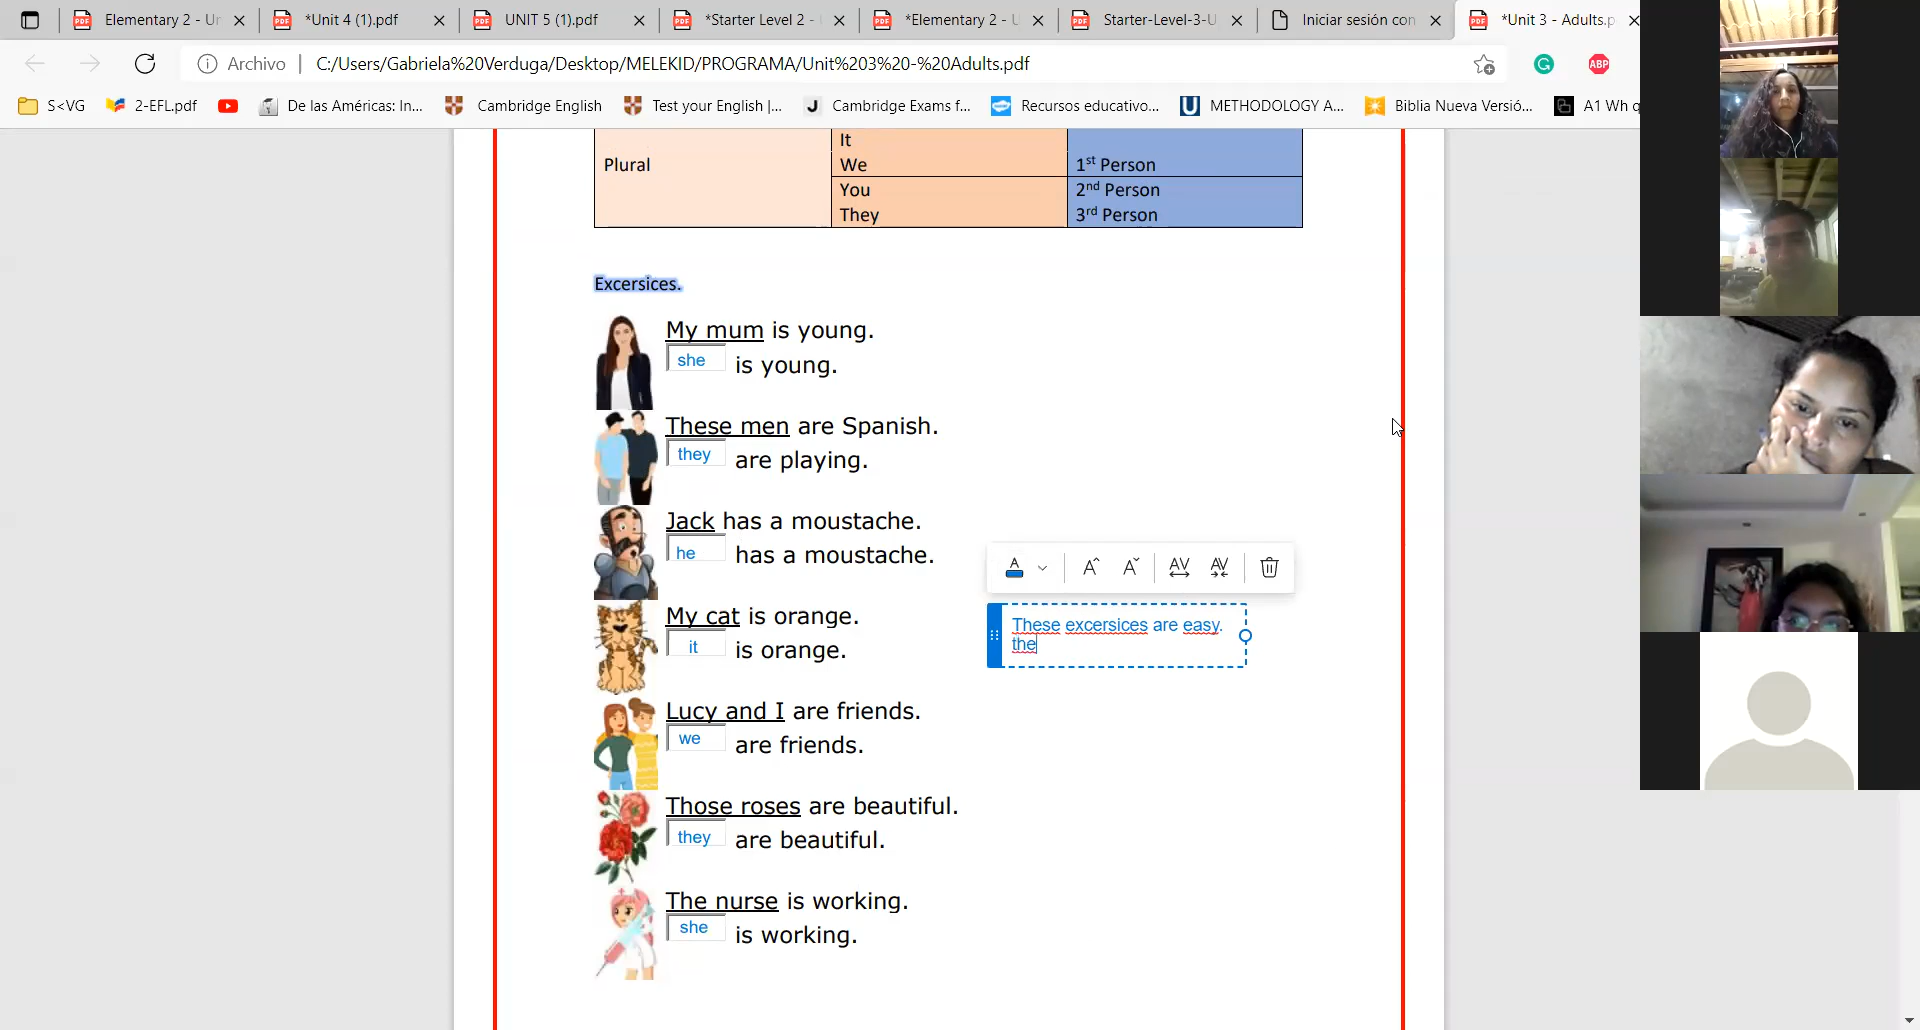 Elementary 2 - Ur
*Unit 4 (1).pdf
UNIT 5 (1).pdf
*Starter Level 2 -
*Elementary 2 - U
Starter-Level-3-U
Iniciar sesión con
*Unit 3 - Adults.p
Archivo
C:/Users/Gabriela%20Verduga/Desktop/MELEKID/PROGRAMA/Unit%203%20-%20Adults.pdf
ABP
S<VG
2-EFL.pdf
De las Américas: In...
Cambridge English
Test your English |...
Cambridge Exams f...
Recursos educativo...
METHODOLOGY A...
Biblia Nueva Versió...
A1 Wh q
It
Plural
We
1st Person
You
2nd Person
They
3rd Person
Excersices.
My mum is young.
she is young.
These men are Spanish.
they are playing.
Jack has a moustache.
he has a moustache.
My cat is orange.
it is orange.
These excersices are easy.
the
Lucy and I are friends.
we are friends.
Those roses are beautiful.
they are beautiful.
The nurse is working.
she is working.